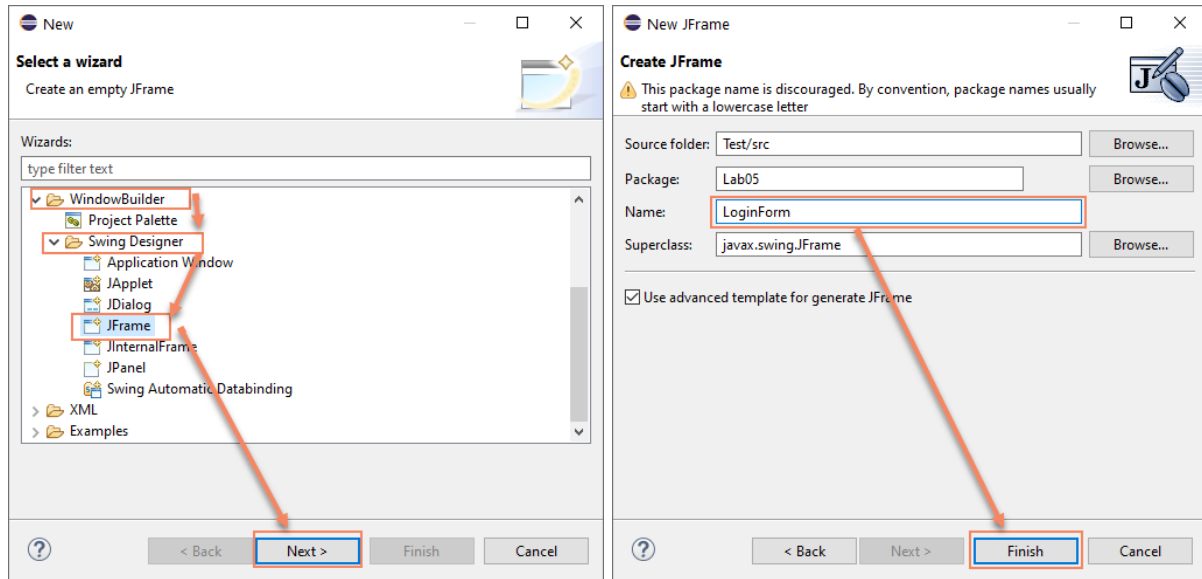 New
Select a wizard
Create an empty JFrame
Wizards:
type filter text
WindowBuilder
Project Palette
Swing Designer
Application Window
JApplet
JDialog
JFrame
JInternalFrame
JPanel
Swing Automatic Databinding
XML
Examples
< Back
Next >
Finish
Cancel
New JFrame
Create JFrame
This package name is discouraged. By convention, package names usually
start with a lowercase letter
Source folder: Test/src Browse...
Package: Lab05 Browse...
Name: LoginForm
Superclass: javax.swing.JFrame Browse...
Use advanced template for generate JFrame
< Back
Next >
Finish
Cancel